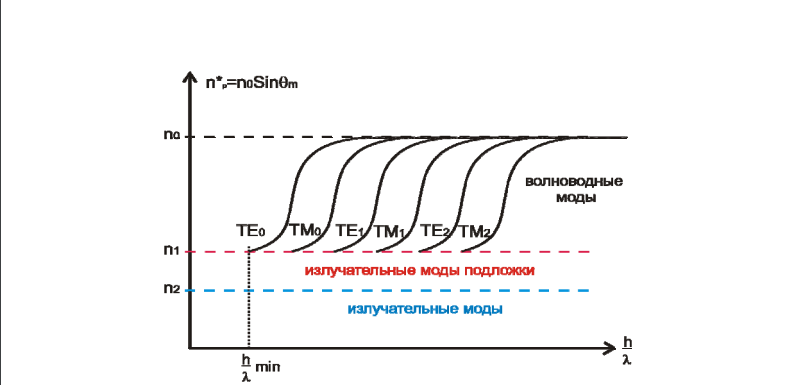 n*ₚ=n₀Sinθₘ
n₀
волноводные
моды
TE₀ TM₀ TE₁ TM₁ TE₂ TM₂
n₁
излучательные моды подложки
n₂
излучательные моды
h
λ
h
λ
min